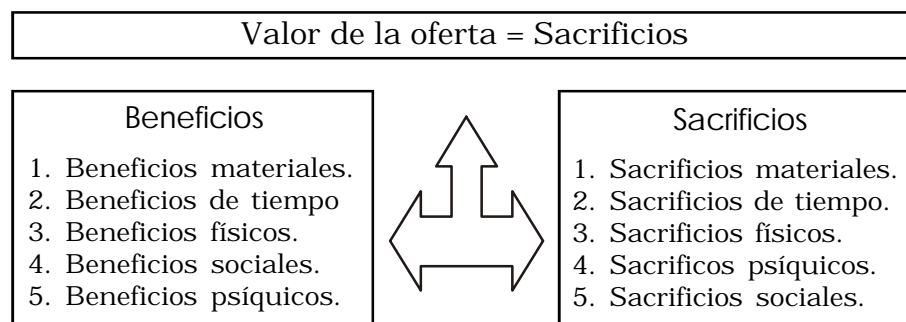 Valor de la oferta = Sacrificios
Beneficios
1. Beneficios materiales.
2. Beneficios de tiempo
3. Beneficios físicos.
4. Beneficios sociales.
5. Beneficios psíquicos.
Sacrificios
1. Sacrificios materiales.
2. Sacrificios de tiempo.
3. Sacrificios físicos.
4. Sacrificos psíquicos.
5. Sacrificios sociales.